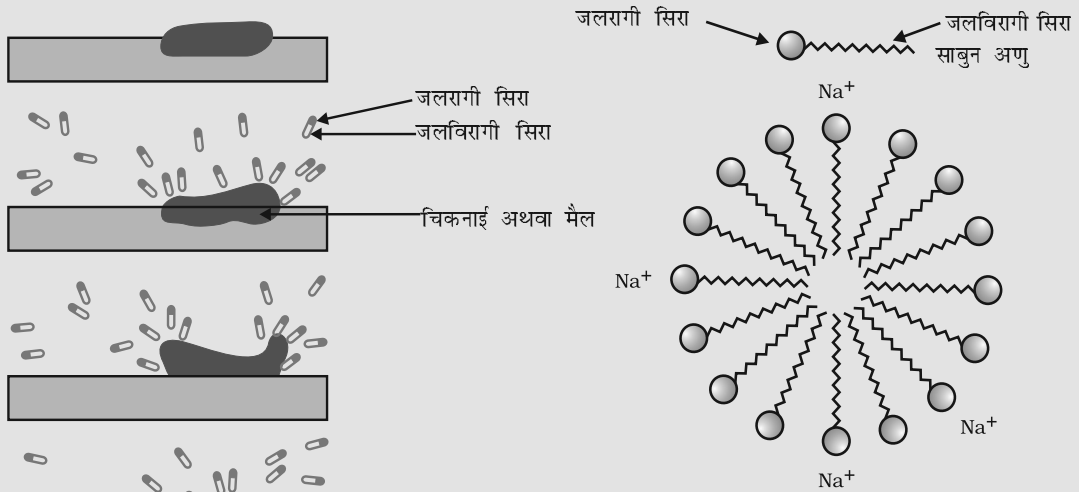 जलरागी सिरा
जलविरागी सिरा
चिकनाई अथवा मैल
जलरागी सिरा
जलविरागी सिरा
साबुन अणु
Na+
Na+
Na+
Na+